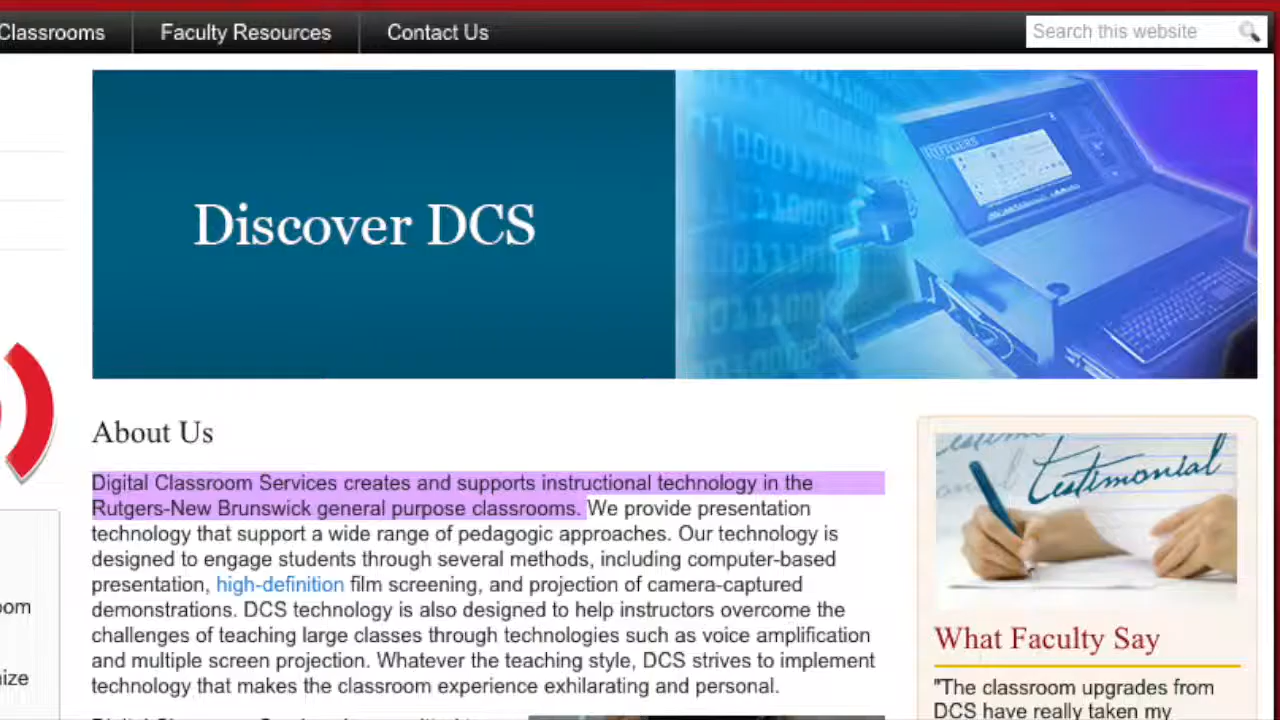 Classrooms
Faculty Resources
Contact Us
Search this website
RUTGERS
Discover DCS
About Us
Digital Classroom Services creates and supports instructional technology in the
Rutgers-New Brunswick general purpose classrooms. We provide presentation
technology that support a wide range of pedagogic approaches. Our technology is
designed to engage students through several methods, including computer-based
presentation, high-definition film screening, and projection of camera-captured
demonstrations. DCS technology is also designed to help instructors overcome the
challenges of teaching large classes through technologies such as voice amplification
and multiple screen projection. Whatever the teaching style, DCS strives to implement
technology that makes the classroom experience exhilarating and personal.
testimonial
What Faculty Say
"The classroom upgrades from
DCS have really taken my